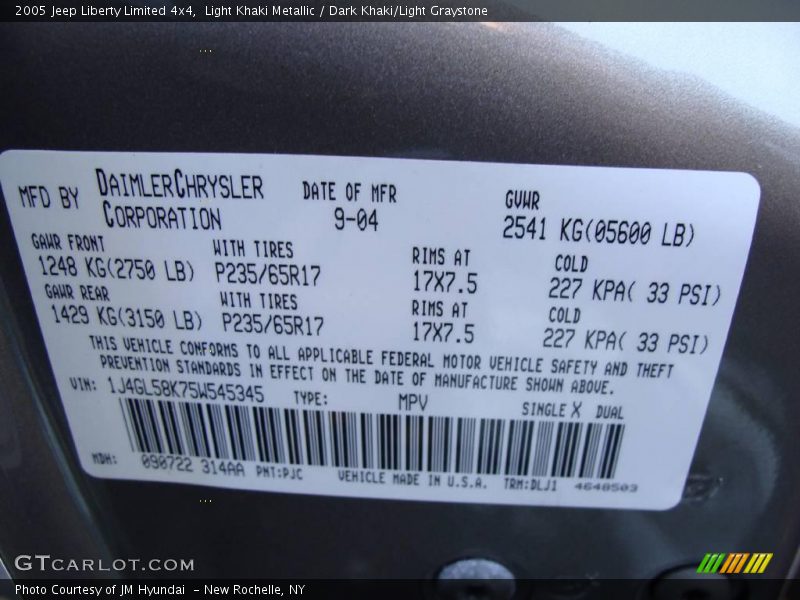 2005 Jeep Liberty Limited 4x4,  Light Khaki Metallic / Dark Khaki/Light Graystone
MFD BY DAIMLERCHRYSLER CORPORATION
DATE OF MFR 9-04
GVWR 2541 KG(05600 LB)
GAWR FRONT WITH TIRES RIMS AT COLD
1248 KG(2750 LB) P235/65R17 17X7.5 227 KPA( 33 PSI)
GAWR REAR WITH TIRES RIMS AT COLD
1429 KG(3150 LB) P235/65R17 17X7.5 227 KPA( 33 PSI)
THIS VEHICLE CONFORMS TO ALL APPLICABLE FEDERAL MOTOR VEHICLE SAFETY AND THEFT
PREVENTION STANDARDS IN EFFECT ON THE DATE OF MANUFACTURE SHOWN ABOVE.
VIN: 1J4GL58K75W545345 TYPE: MPV SINGLE X DUAL
MDH: 090722 314AA PNT:PJC VEHICLE MADE IN U.S.A. TRM:DLJ1 4648503
GTCARLOT.COM
Photo Courtesy of JM Hyundai  - New Rochelle, NY